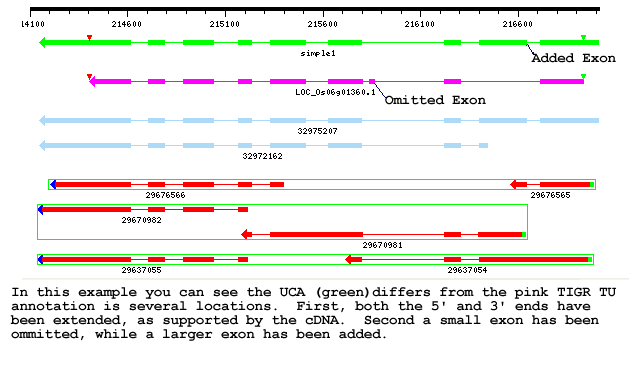 14100 214600 215100 215600 216100 216600
simple1
Added Exon
LOC_Os06g01360.1
Omitted Exon
32975207
32972162
29676566 29676565
29670982
29670981
29637055 29637054
In this example you can see the UCA (green)differs from the pink TIGR TU
annotation is several locations. First, both the 5' and 3' ends have
been extended, as supported by the cDNA. Second a small exon has been
ommitted, while a larger exon has been added.